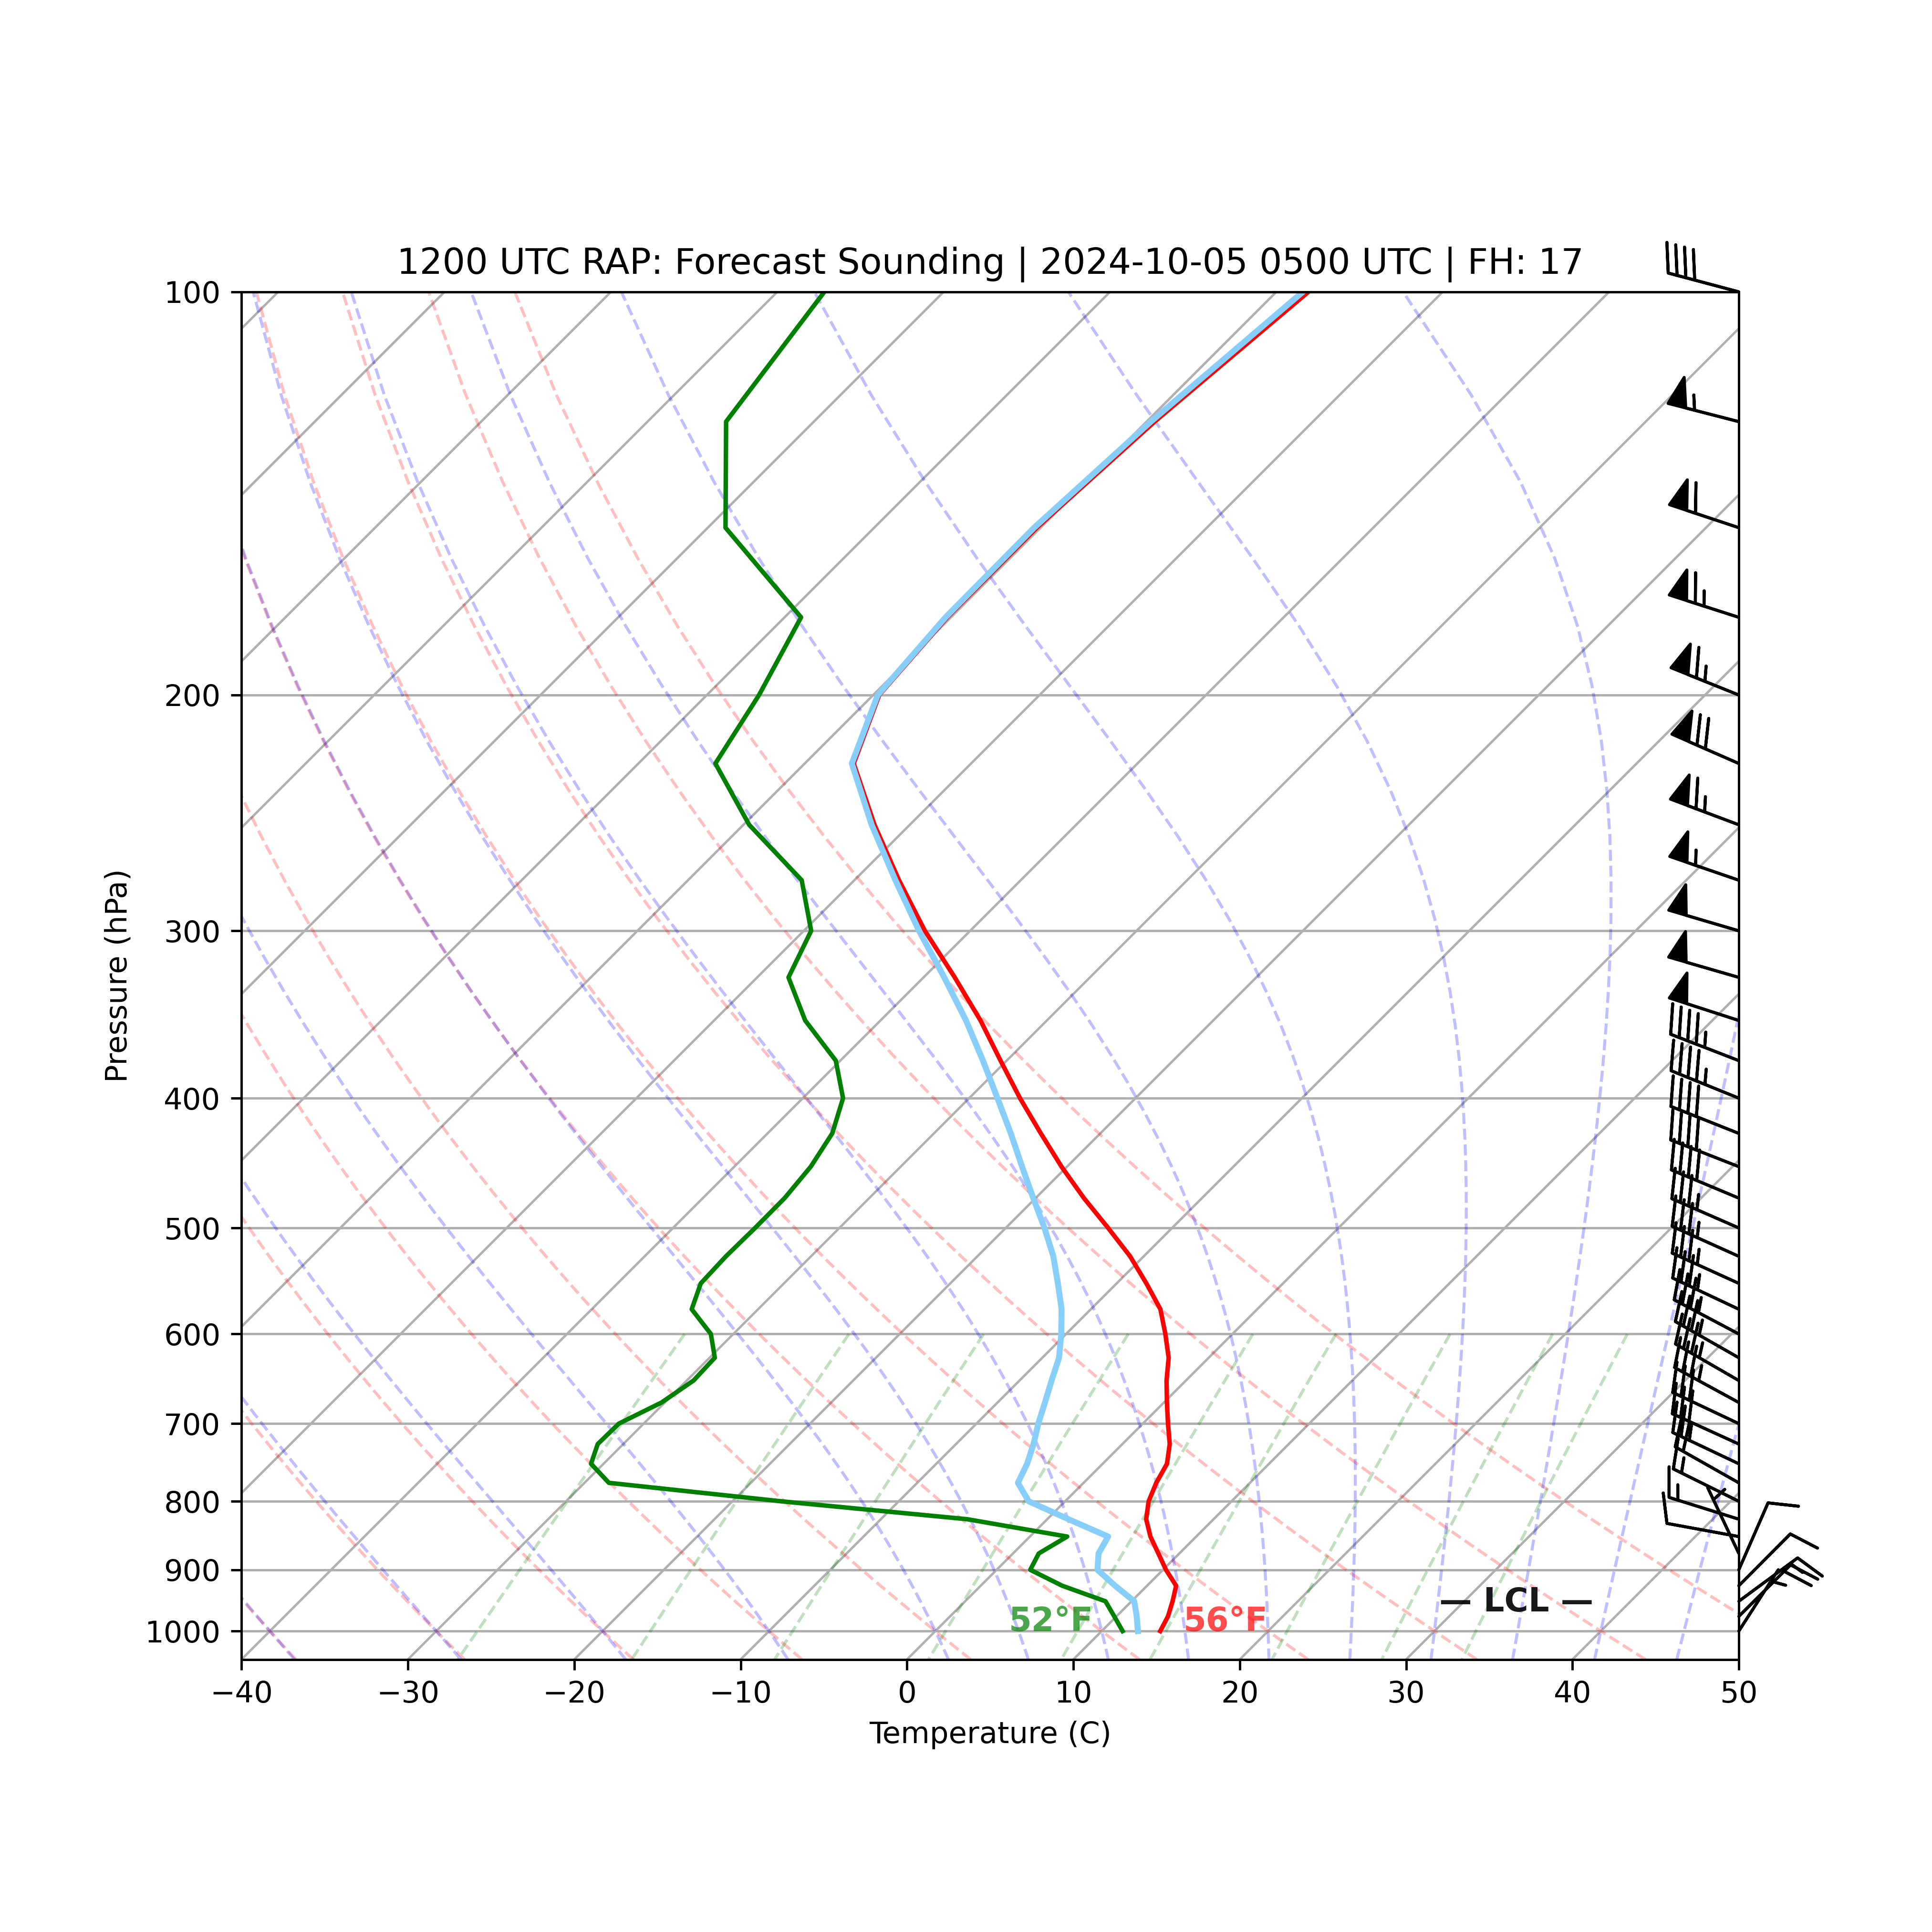 1200 UTC RAP: Forecast Sounding | 2024-10-05 0500 UTC | FH: 17
100
200
300
400
500
600
700
800
900
1000
Pressure (hPa)
52°F
56°F
— LCL —
−40 −30 −20 −10 0 10 20 30 40 50
Temperature (C)